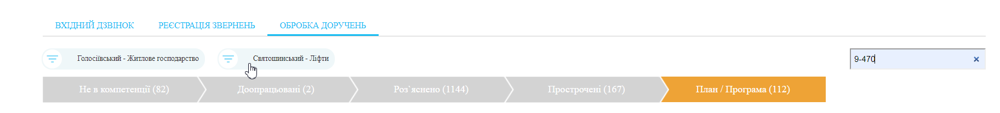 ВХІДНИЙ ДЗВІНОК РЕЄСТРАЦІЯ ЗВЕРНЕНЬ ОБРОБКА ДОРУЧЕНЬ
Голосіївський - Житлове господарство Святошинський - Ліфти 9-470
Не в компетенції (82) Доопрацьовані (2) Роз`яснено (1144) Прострочені (167) План / Програма (112)